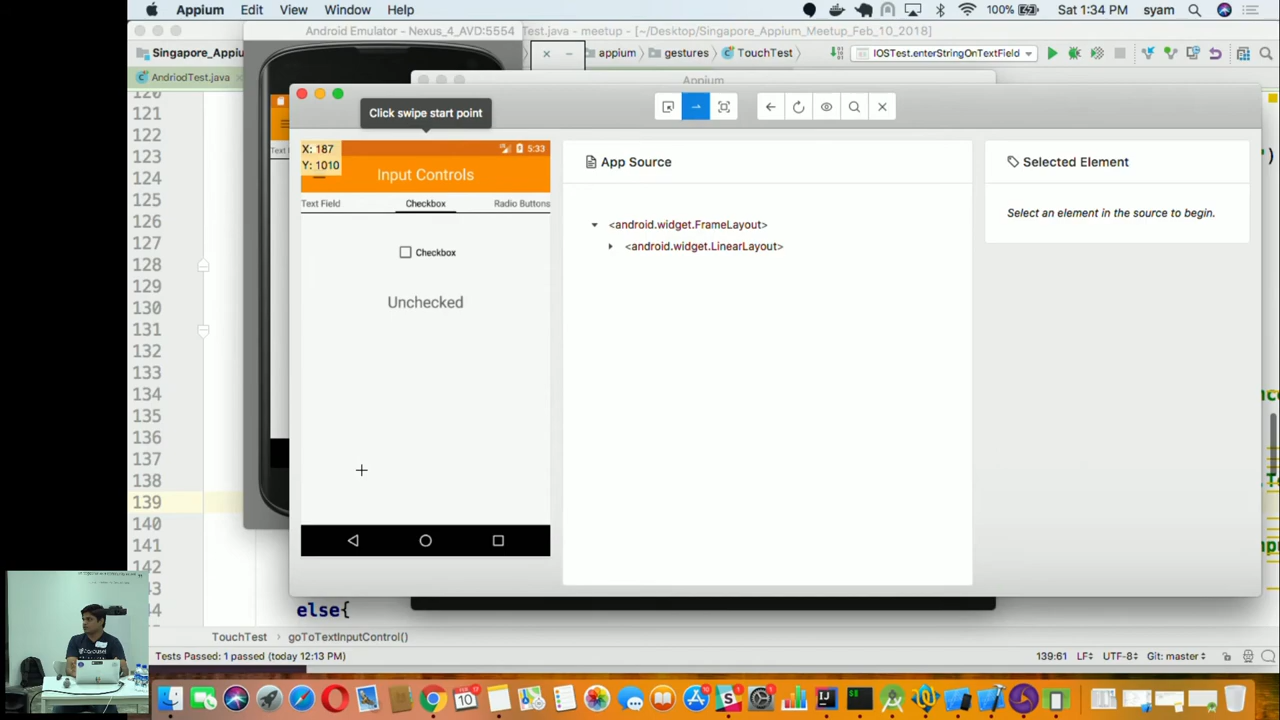 Appium Edit View Window Help 100% Sat 1:34 PM syam
Android Emulator - Nexus_4_AVD:5554
Test.java - meetup - [~/Desktop/Singapore_Appium_Meetup_Feb_10_2018]
Singapore_Appiu
appium gestures TouchTest
IOSTest.enterStringOnTextField
AndriodTest.java
Appium
Click swipe start point
X: 187
Y: 1010
5:33
Input Controls
Text Field Checkbox Radio Buttons
Checkbox
Unchecked
App Source
<android.widget.FrameLayout>
<android.widget.LinearLayout>
Selected Element
Select an element in the source to begin.
Text
120
121
122
123
124
125
126
127
128
129
130
131
132
133
134
135
136
137
138
139
140
141
142
43
44
else{
TouchTest goToTextInputControl()
Tests Passed: 1 passed (today 12:13 PM)
139:61 LF÷ UTF-8÷ Git: master÷
FEB
10